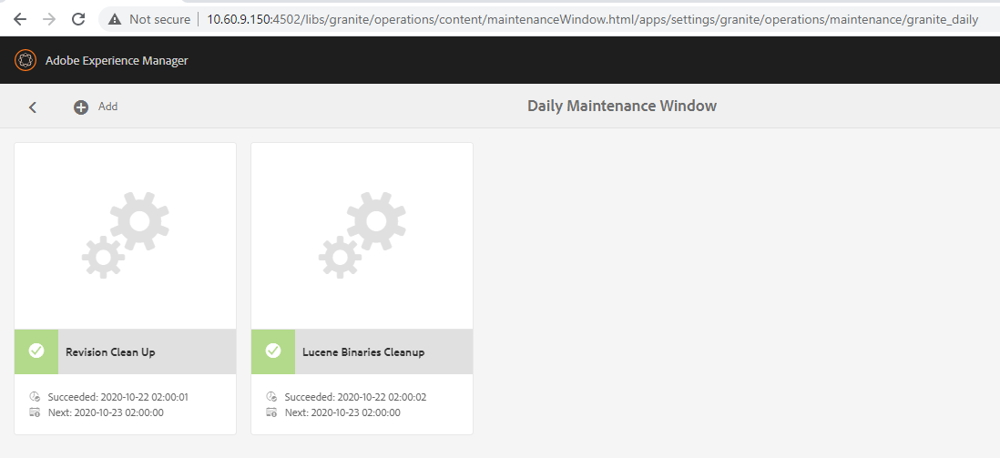 Not secure 10.60.9.150:4502/libs/granite/operations/content/maintenanceWindow.html/apps/settings/granite/operations/maintenance/granite_daily
Adobe Experience Manager
Add Daily Maintenance Window
Revision Clean Up
Succeeded: 2020-10-22 02:00:01
Next: 2020-10-23 02:00:00
Lucene Binaries Cleanup
Succeeded: 2020-10-22 02:00:02
Next: 2020-10-23 02:00:00